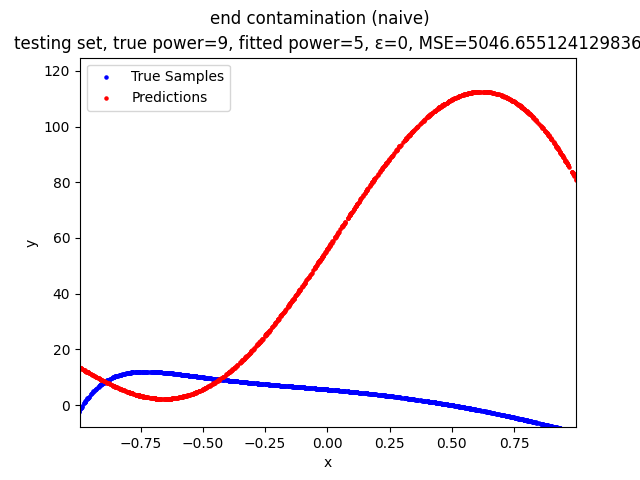 end contamination (naive)
testing set, true power=9, fitted power=5, ε=0, MSE=5046.655124129836
120
100
80
60
40
20
0
y
True Samples
Predictions
−0.75 −0.50 −0.25 0.00 0.25 0.50 0.75
x